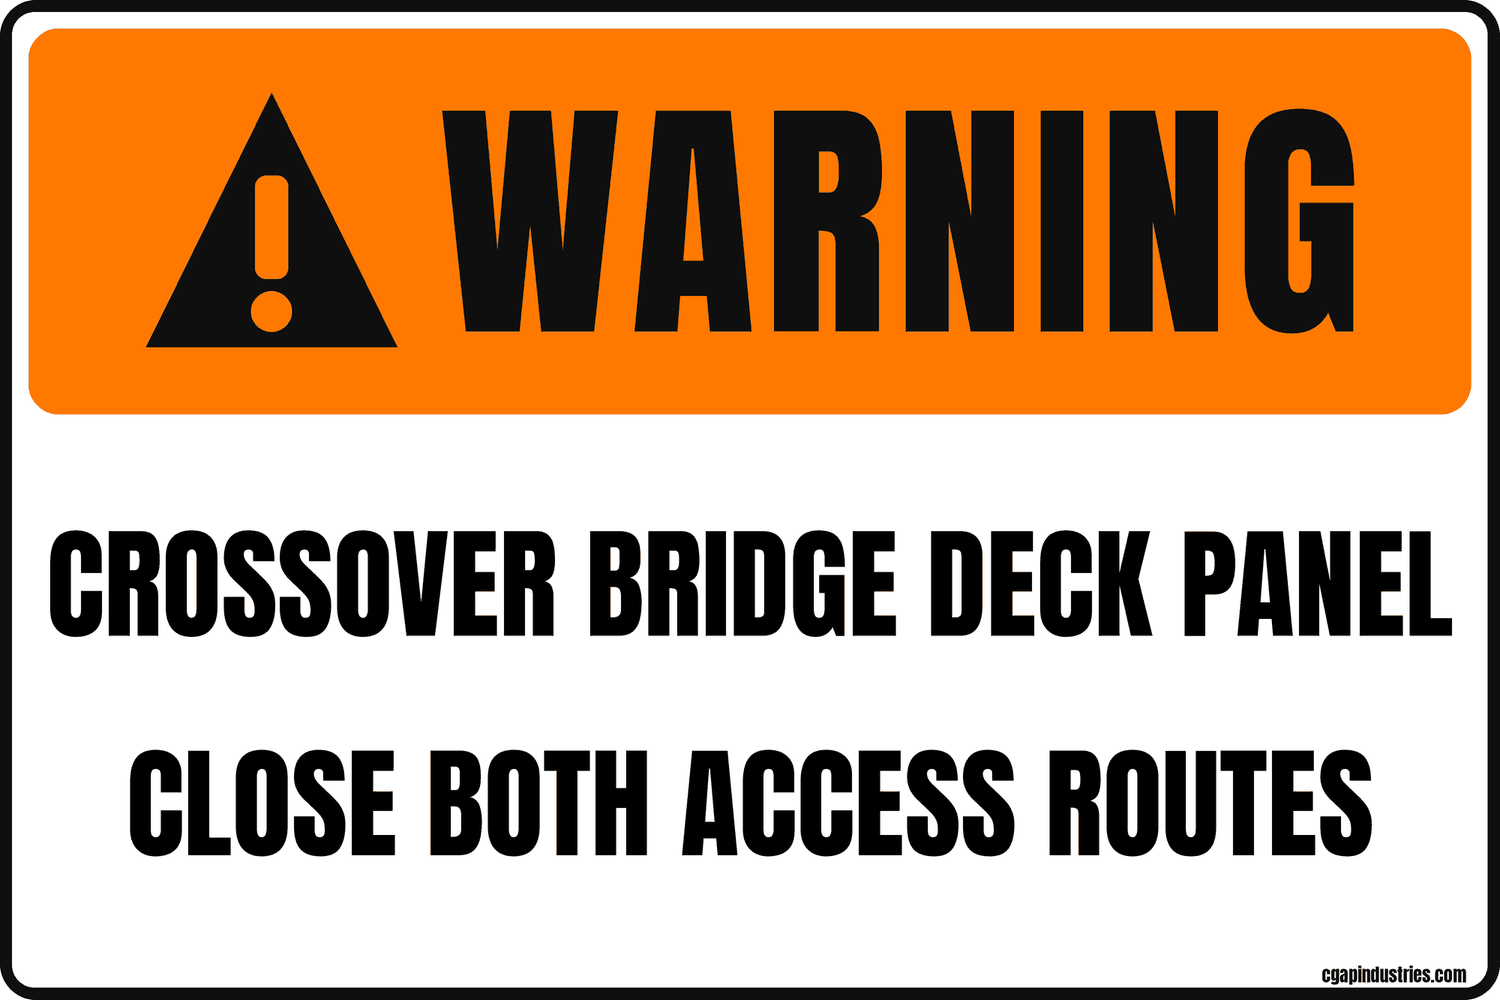 WARNING
CROSSOVER BRIDGE DECK PANEL
CLOSE BOTH ACCESS ROUTES
cgapindustries.com